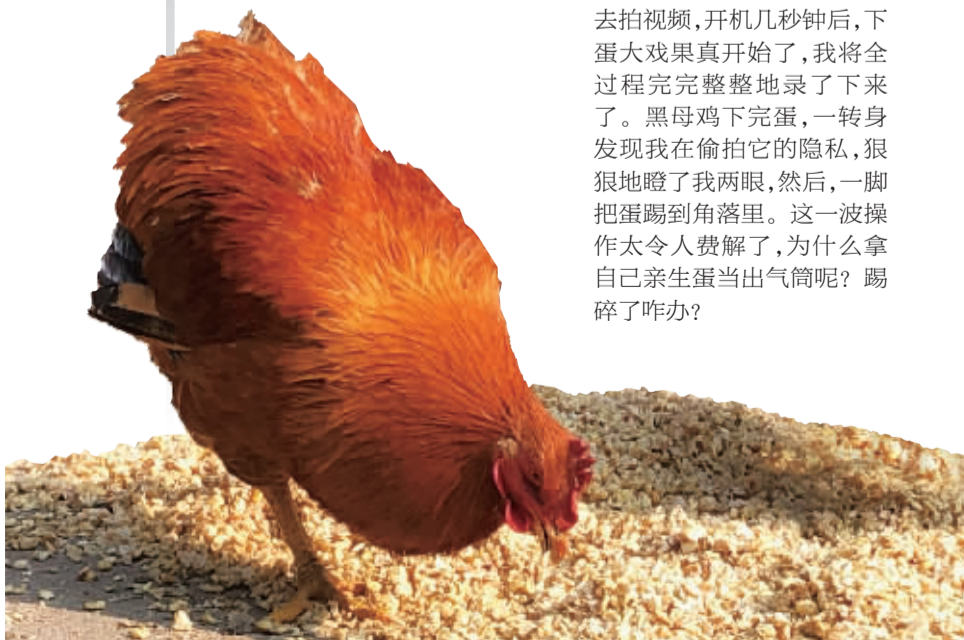 去拍视频,开机几秒钟后,下
蛋大戏果真开始了,我将全
过程完完整整地录了下来
了。黑母鸡下完蛋,一转身
发现我在偷拍它的隐私,狠
狠地瞪了我两眼,然后,一脚
把蛋踢到角落里。这一波操
作太令人费解了,为什么拿
自己亲生蛋当出气筒呢?踢
碎了咋办?